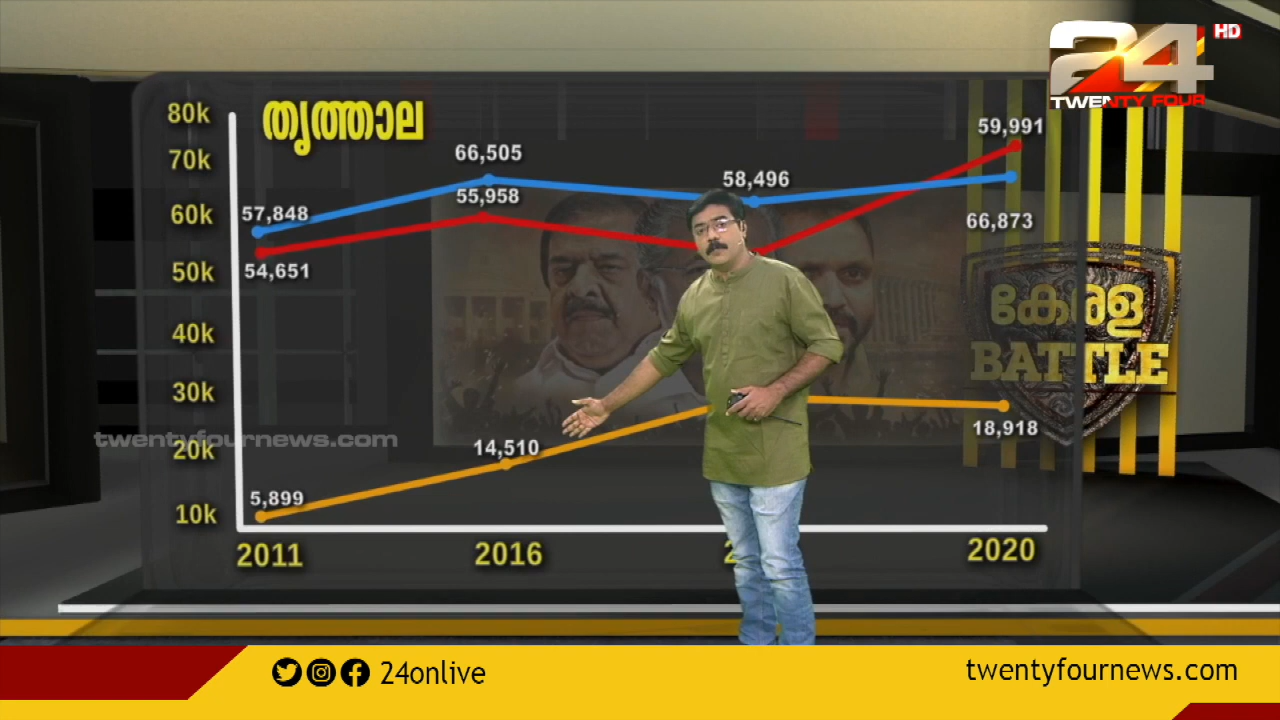 24
HD
TWENTY FOUR
തൃത്താല
80k
70k
60k
50k
40k
30k
20k
10k
57,848
66,505
58,496
59,991
54,651
55,958
66,873
5,899
14,510
18,918
2011
2016
2020
കേരള
BATTLE
twentyfournews.com
24onlive
twentyfournews.com